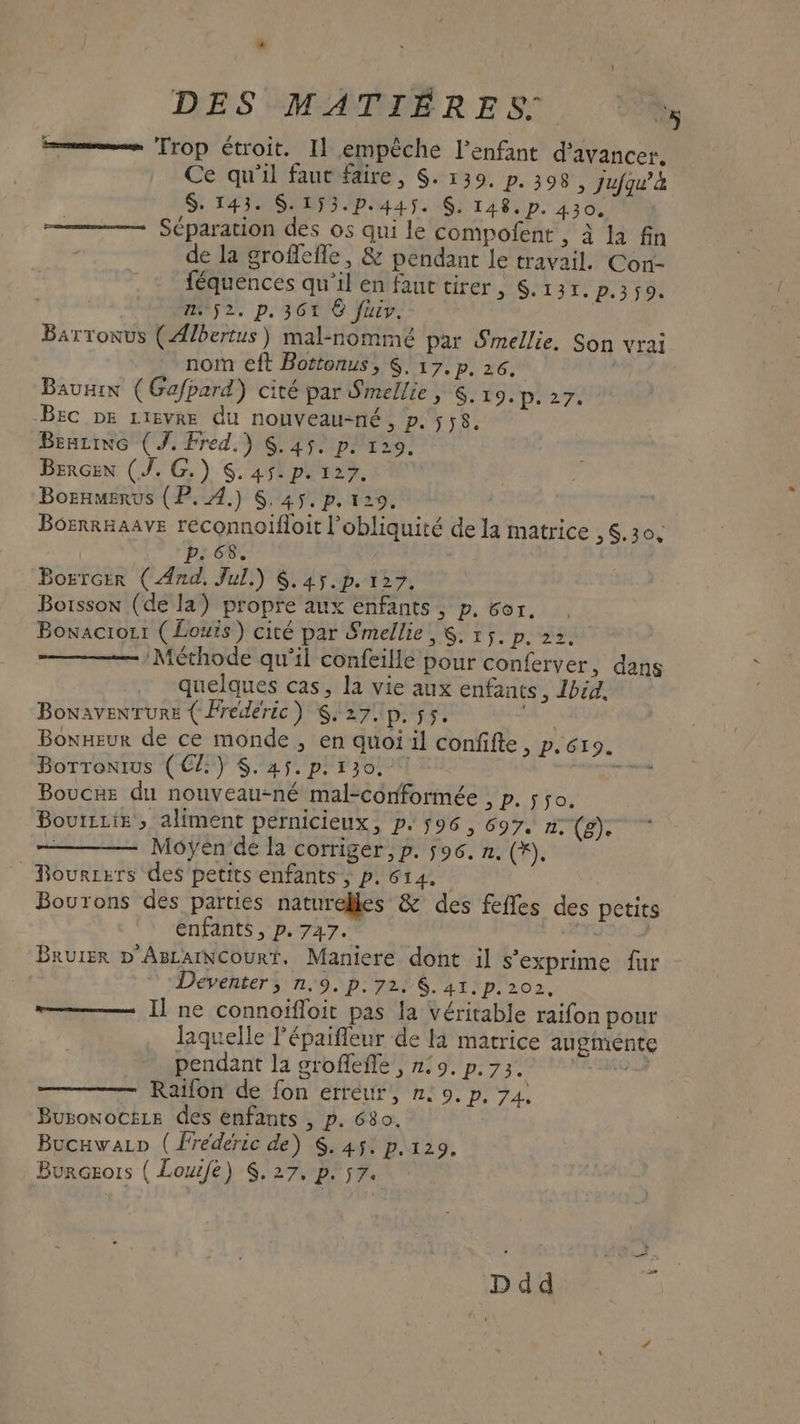 DES MATIÈRES.
——— Trop étroit. Il empêche l'enfant d'avancer.
Ce qu'il faut faire, §. 139. p. 398, juſqu'à
§. 143. §. 153. p. 445. §. 148. p. 430.
——— Séparation des os qui le compoſent, à la fin
de la groſſeſſe, & pendant le travail. Con-
ſéquences qu'il en faut tirer, §. 131. p. 359.
n. 52. p. 361 & ſuiv.
BATTONUS (Albertus) mal-nommé par Smellie. Son vrai
nom eſt Bottonus, §. 17. p. 26.
BAUHIN (Gaſpard) cité par Smellie, §. 19. p. 27.
BEC DE LIEVRE du nouveau-né, p. 558.
BEHLING (J. Fred.) §. 45. p. 129.
BERGEN (J. G.) §. 45. p. 127.
BOEHMERUS (P. A.) §. 45. p. 129.
BOERRHAAVE reconnoiſſoit l'obliquité de la matrice, §. 30.
p. 68.
BOETGER (And. Jul.) §. 45. p. 127.
BOISSON (de la) propre aux enfants, p. 601.
BONACIOLI (Louis) cité par Smellie, §. 15. p. 22.
——— Méthode qu'il conſeille pour conſerver, dans
quelques cas, la vie aux enfants, Ibid.
BONAVENTURE (Fréderic) §. 27. p. 55.
BONHEUR de ce monde, en quoi il conſiſte, p. 619.
BOTTONIUS (Cl.) §. 45. p. 130.
BOUCHE du nouveau-né mal-conformée, p. 550.
BOUILLIE, aliment pernicieux, p. 596, 697. n. (g).
——— Moyen de la corriger, p. 596. n. (*).
BOURLETS des petits enfants, p. 614.
BOUTONS des parties naturelles & des feſſes des petits
enfants, p. 747.
BRUIER D'ABLAINCOURT. Maniere dont il s'exprime ſur
Deventer, n. 9. p. 72. §. 41. p. 202.
——— Il ne connoiſſoit pas la véritable raiſon pour
laquelle l'épaiſſeur de la matrice augmente
pendant la groſſeſſe, n. 9. p. 73.
——— Raiſon de ſon erreur, n. 9. p. 74.
BUBONOCELE des enfants, p. 680.
BUCHWALD (Fréderic de) §. 45. p. 129.
BURGEOIS (Louiſe) §. 27. p. 57.
Ddd